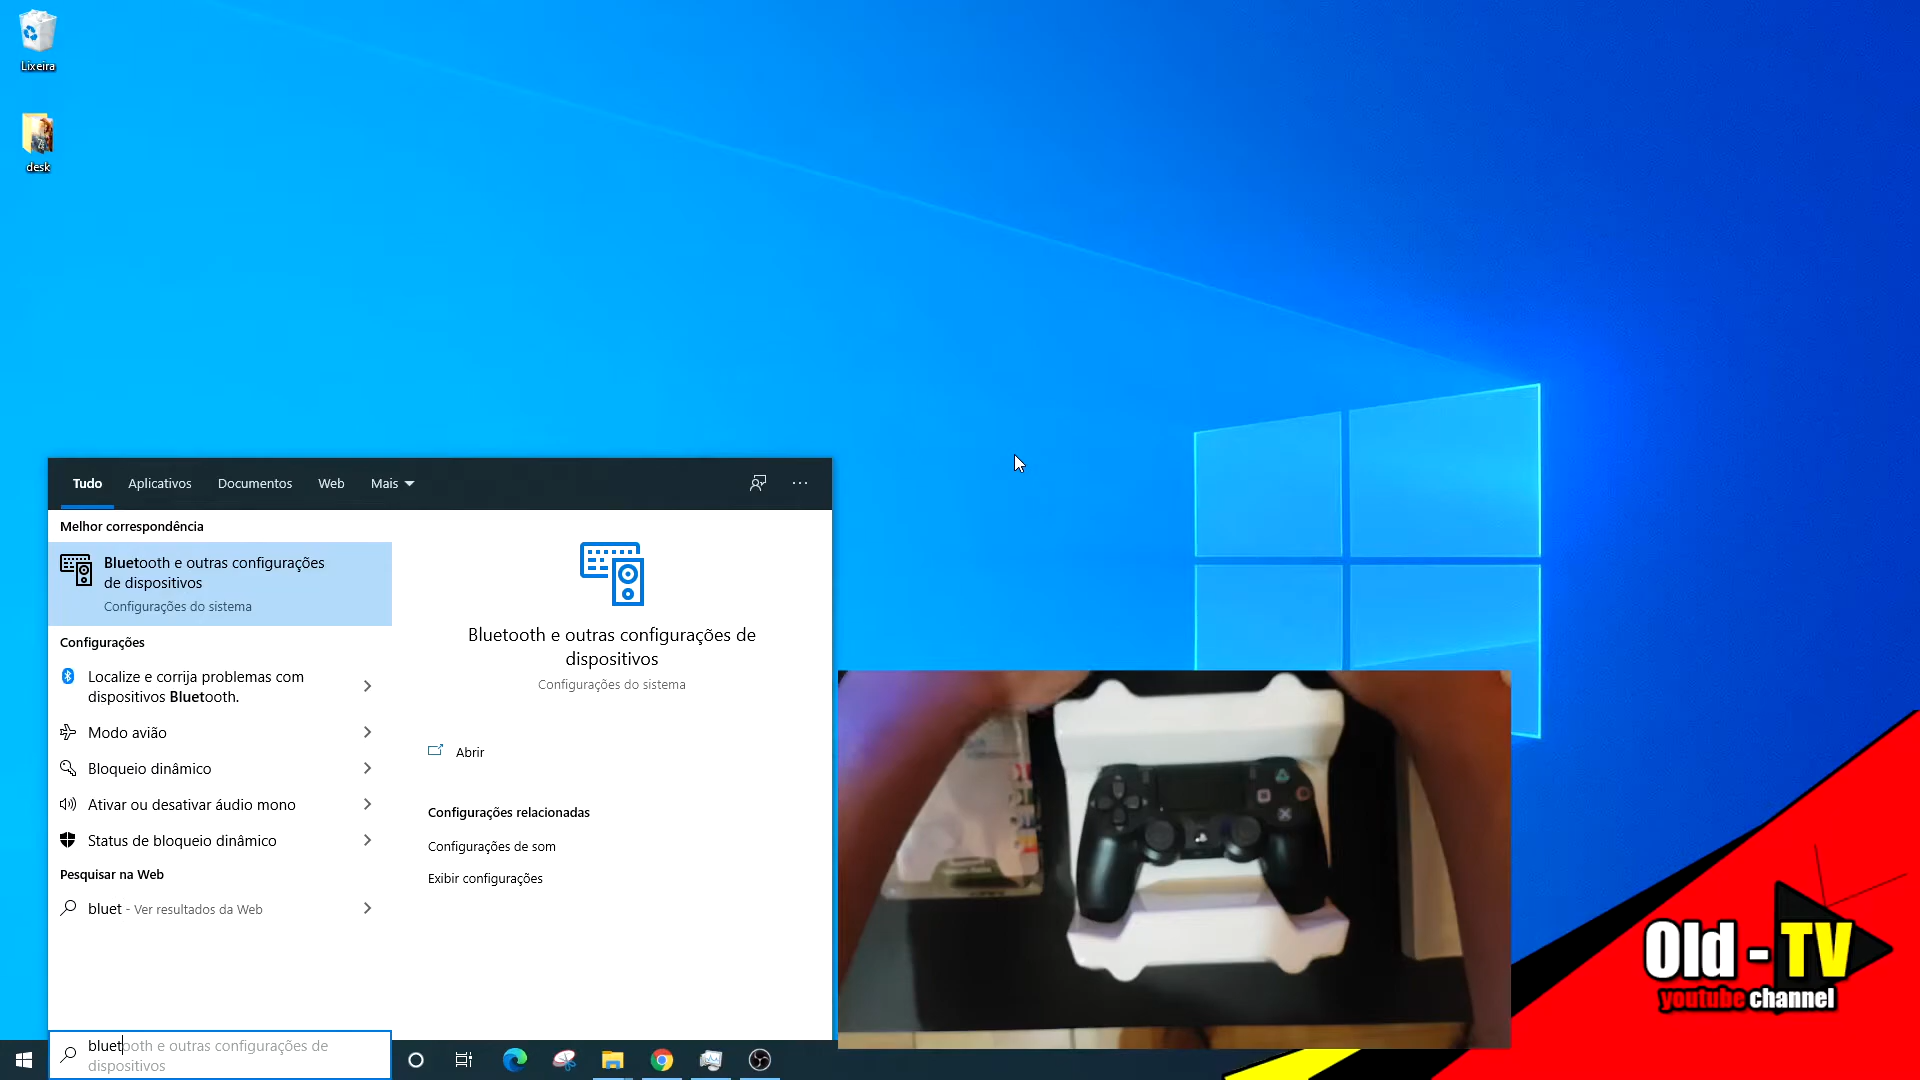 Lixeira
desk
Tudo
Aplicativos
Documentos
Web
Mais
Melhor correspondência
Bluetooth e outras configurações
de dispositivos
Configurações do sistema
Configurações
Localize e corrija problemas com
dispositivos Bluetooth.
Modo avião
Bloqueio dinâmico
Ativar ou desativar áudio mono
Status de bloqueio dinâmico
Pesquisar na Web
bluet - Ver resultados da Web
Bluetooth e outras configurações de
dispositivos
Configurações do sistema
Abrir
Configurações relacionadas
Configurações de som
Exibir configurações
bluetooth e outras configurações de
dispositivos
Old - TV
youtube channel